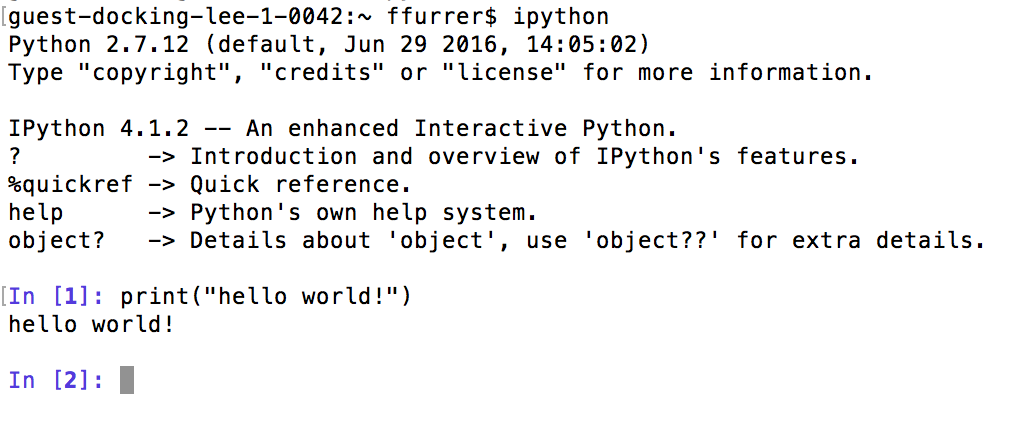 [guest-docking-lee-1-0042:~ ffurrer$ ipython
Python 2.7.12 (default, Jun 29 2016, 14:05:02)
Type "copyright", "credits" or "license" for more information.
IPython 4.1.2 -- An enhanced Interactive Python.
?         -> Introduction and overview of IPython's features.
%quickref -> Quick reference.
help      -> Python's own help system.
object?   -> Details about 'object', use 'object??' for extra details.
[In [1]: print("hello world!")
hello world!
In [2]: